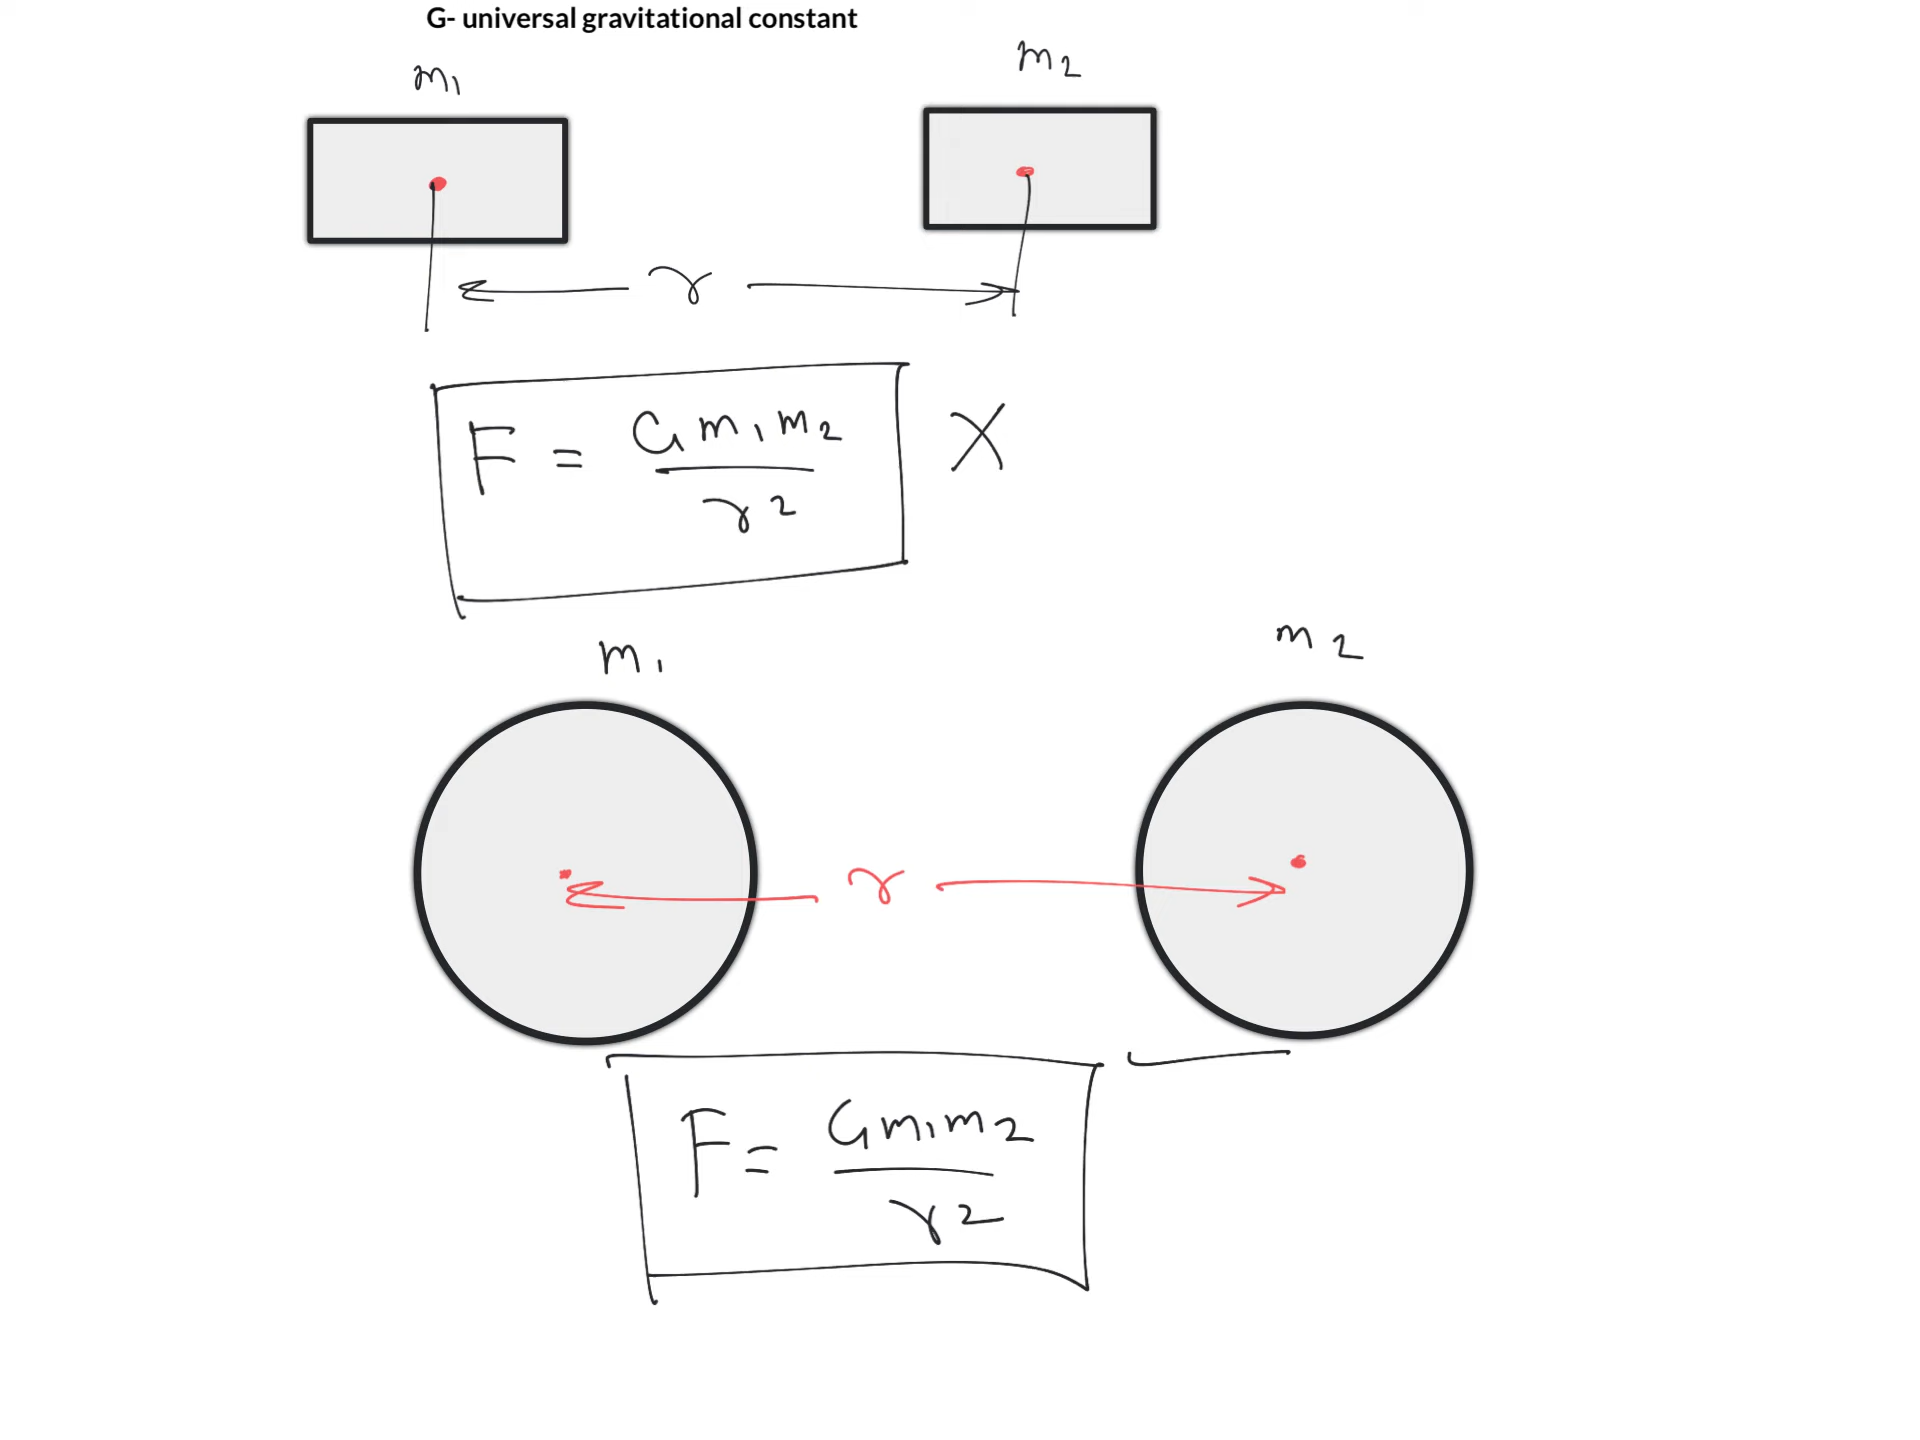 G- universal gravitational constant
m1 m2
r
F = Gm1m2 / r2 X
m1 m2
r
F = Gm1m2 / r2